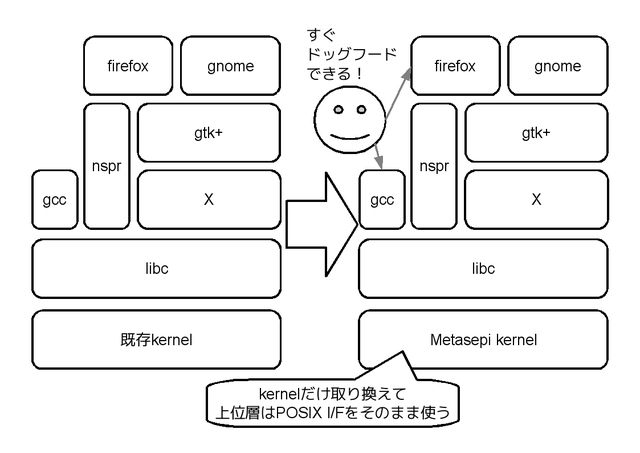 すぐ
ドッグフード
できる！
firefox
gnome
gtk+
nspr
gcc
X
libc
既存kernel
firefox
gnome
gtk+
nspr
gcc
X
libc
Metasepi kernel
kernelだけ取り換えて
上位層はPOSIX I/Fをそのまま使う